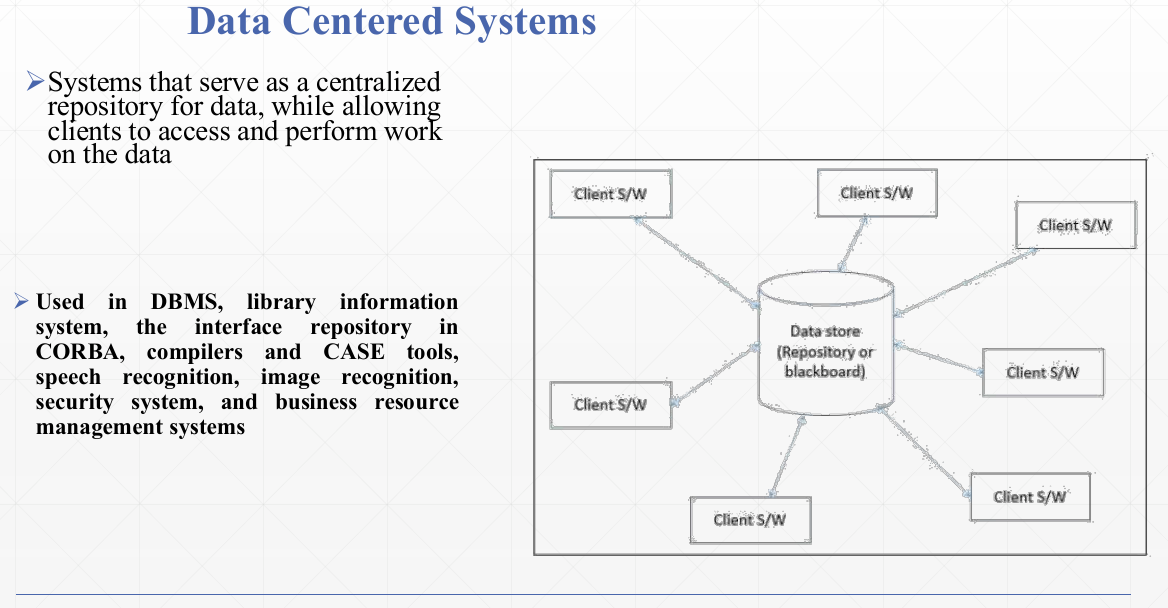 Data Centered Systems
Systems that serve as a centralized
repository for data, while allowing
clients to access and perform work
on the data
Used in DBMS, library information
system, the interface repository in
CORBA, compilers and CASE tools,
speech recognition, image recognition,
security system, and business resource
management systems
Client S/W
Client S/W
Client S/W
Data store
(Repository or
blackboard)
Client S/W
Client S/W
Client S/W
Client S/W